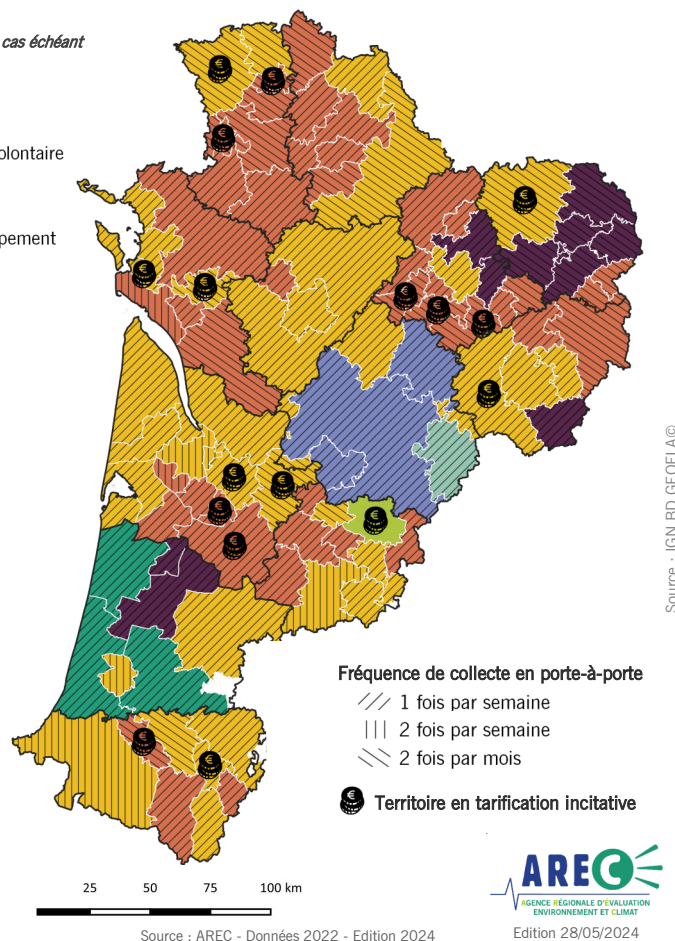 cas échéant
olontaire
pement
Source : IGN BD GEOFLA©
Fréquence de collecte en porte-à-porte
1 fois par semaine
2 fois par semaine
2 fois par mois
Territoire en tarification incitative
25 50 75 100 km
AREC
AGENCE RÉGIONALE D'ÉVALUATION
ENVIRONNEMENT ET CLIMAT
Source : AREC - Données 2022 - Edition 2024
Edition 28/05/2024